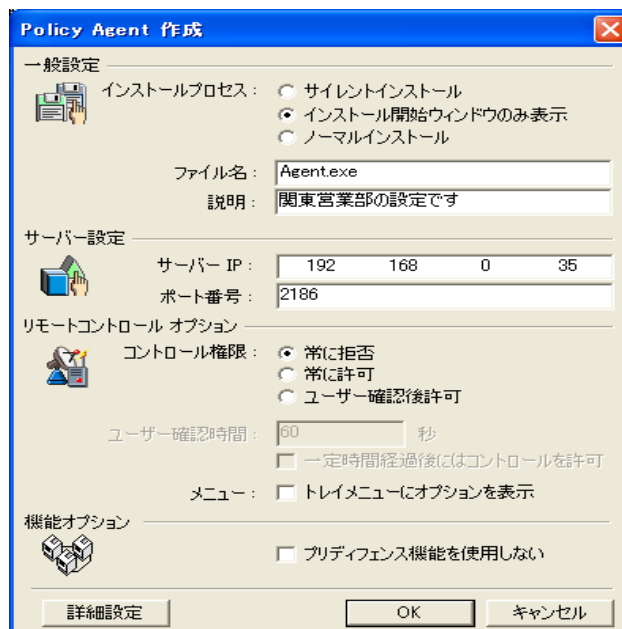 Policy Agent 作成
一般設定
インストールプロセス : サイレントインストール
インストール開始ウィンドウのみ表示
ノーマルインストール
ファイル名 : Agent.exe
説明 : 関東営業部の設定です
サーバー設定
サーバー IP : 192 168 0 35
ポート番号 : 2186
リモートコントロール オプション
コントロール権限 : 常に拒否
常に許可
ユーザー確認後許可
ユーザー確認時間 : 60 秒
一定時間経過後にはコントロールを許可
メニュー : トレイメニューにオプションを表示
機能オプション
プリディフェンス機能を使用しない
詳細設定 OK キャンセル